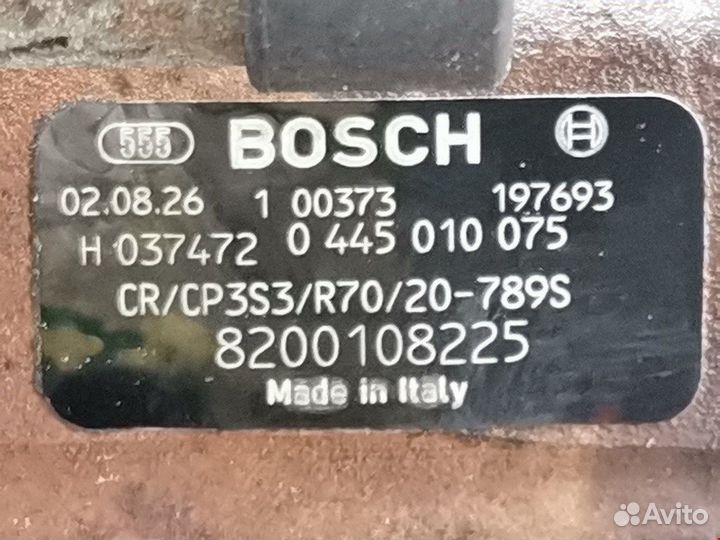 555 BOSCH H
02.08.26 1 00373 197693
H 037472 0 445 010 075
CR/CP3S3/R70/20-789S
8200108225
Made in Italy
Avito